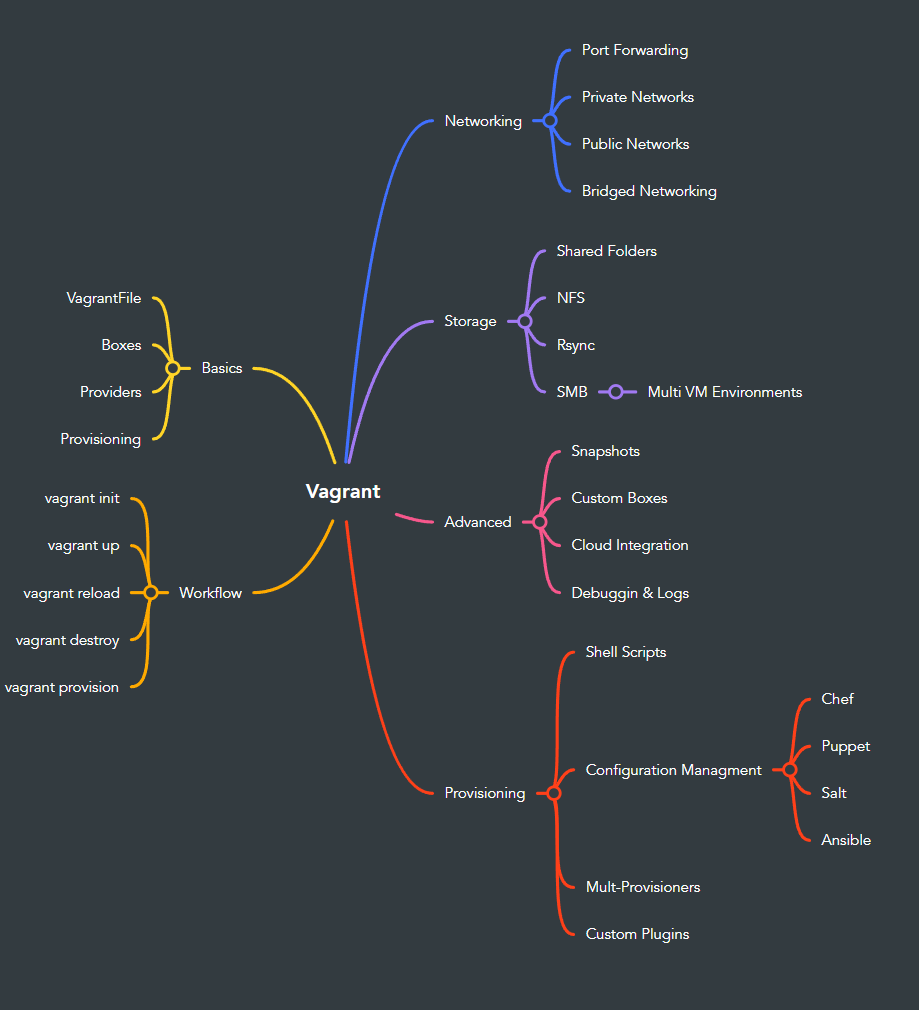 Vagrant
Basics
VagrantFile
Boxes
Providers
Provisioning
Workflow
vagrant init
vagrant up
vagrant reload
vagrant destroy
vagrant provision
Networking
Port Forwarding
Private Networks
Public Networks
Bridged Networking
Storage
Shared Folders
NFS
Rsync
SMB
Multi VM Environments
Advanced
Snapshots
Custom Boxes
Cloud Integration
Debuggin & Logs
Provisioning
Shell Scripts
Configuration Managment
Chef
Puppet
Salt
Ansible
Mult-Provisioners
Custom Plugins